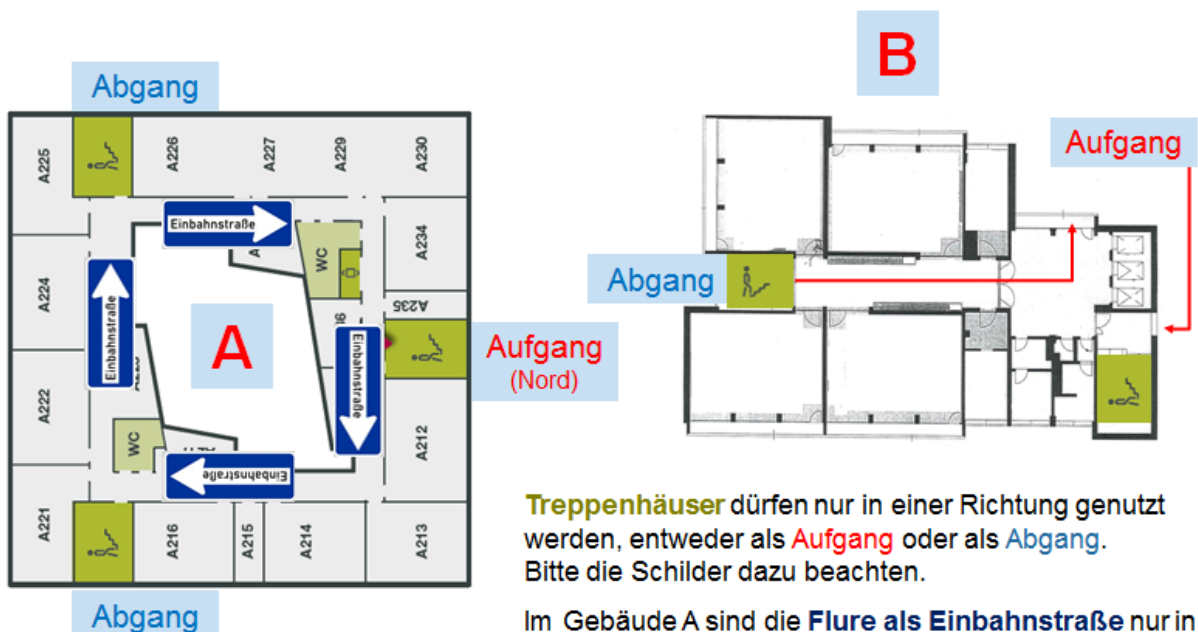 B
Abgang
Aufgang
A225
A226
A227
A229
A230
Einbahnstraße
WC
A234
A224
Einbahnstraße
A
A235
Abgang
Aufgang
(Nord)
Einbahnstraße
A222
WC
A212
Einbahnstraße
A221
A216
A215
A214
A213
Abgang
Treppenhäuser dürfen nur in einer Richtung genutzt
werden, entweder als Aufgang oder als Abgang.
Bitte die Schilder dazu beachten.
Im Gebäude A sind die Flure als Einbahnstraße nur in